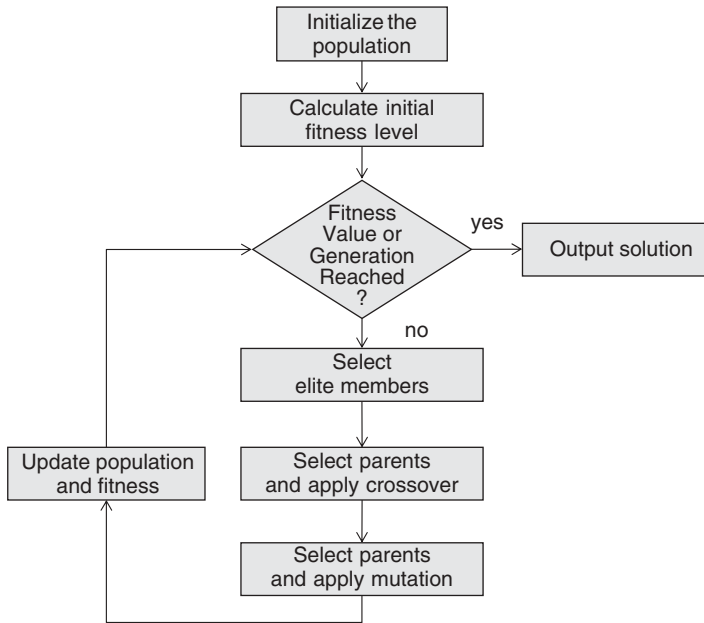 Initialize the
population
Calculate initial
fitness level
Fitness
Value or
Generation
Reached
?
yes
Output solution
no
Select
elite members
Select parents
and apply crossover
Select parents
and apply mutation
Update population
and fitness